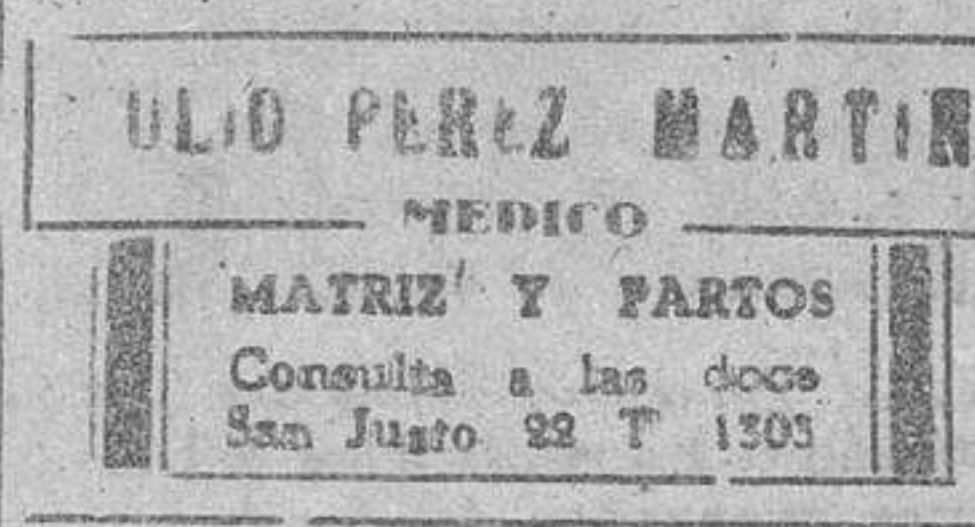 ULIO PEREZ MARTIN
MEDICO
MATRIZ Y PARTOS
Consulta a las doce
San Justo 22 T 1303